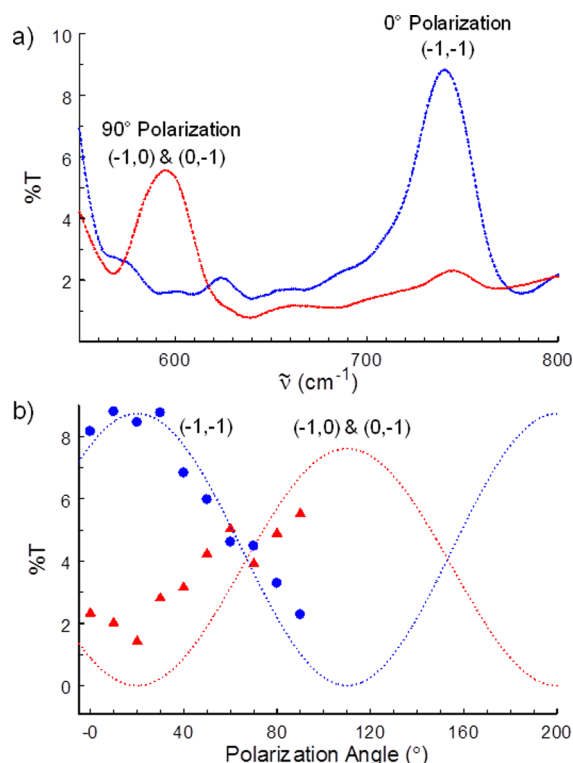 a)
0° Polarization
(-1,-1)
10
90° Polarization
(-1,0) & (0,-1)
8
6
4
2
%T
600
700
800
ṽ (cm⁻¹)
b)
(-1,-1)
(-1,0) & (0,-1)
8
6
4
2
0
%T
-0
40
80
120
160
200
Polarization Angle (°)